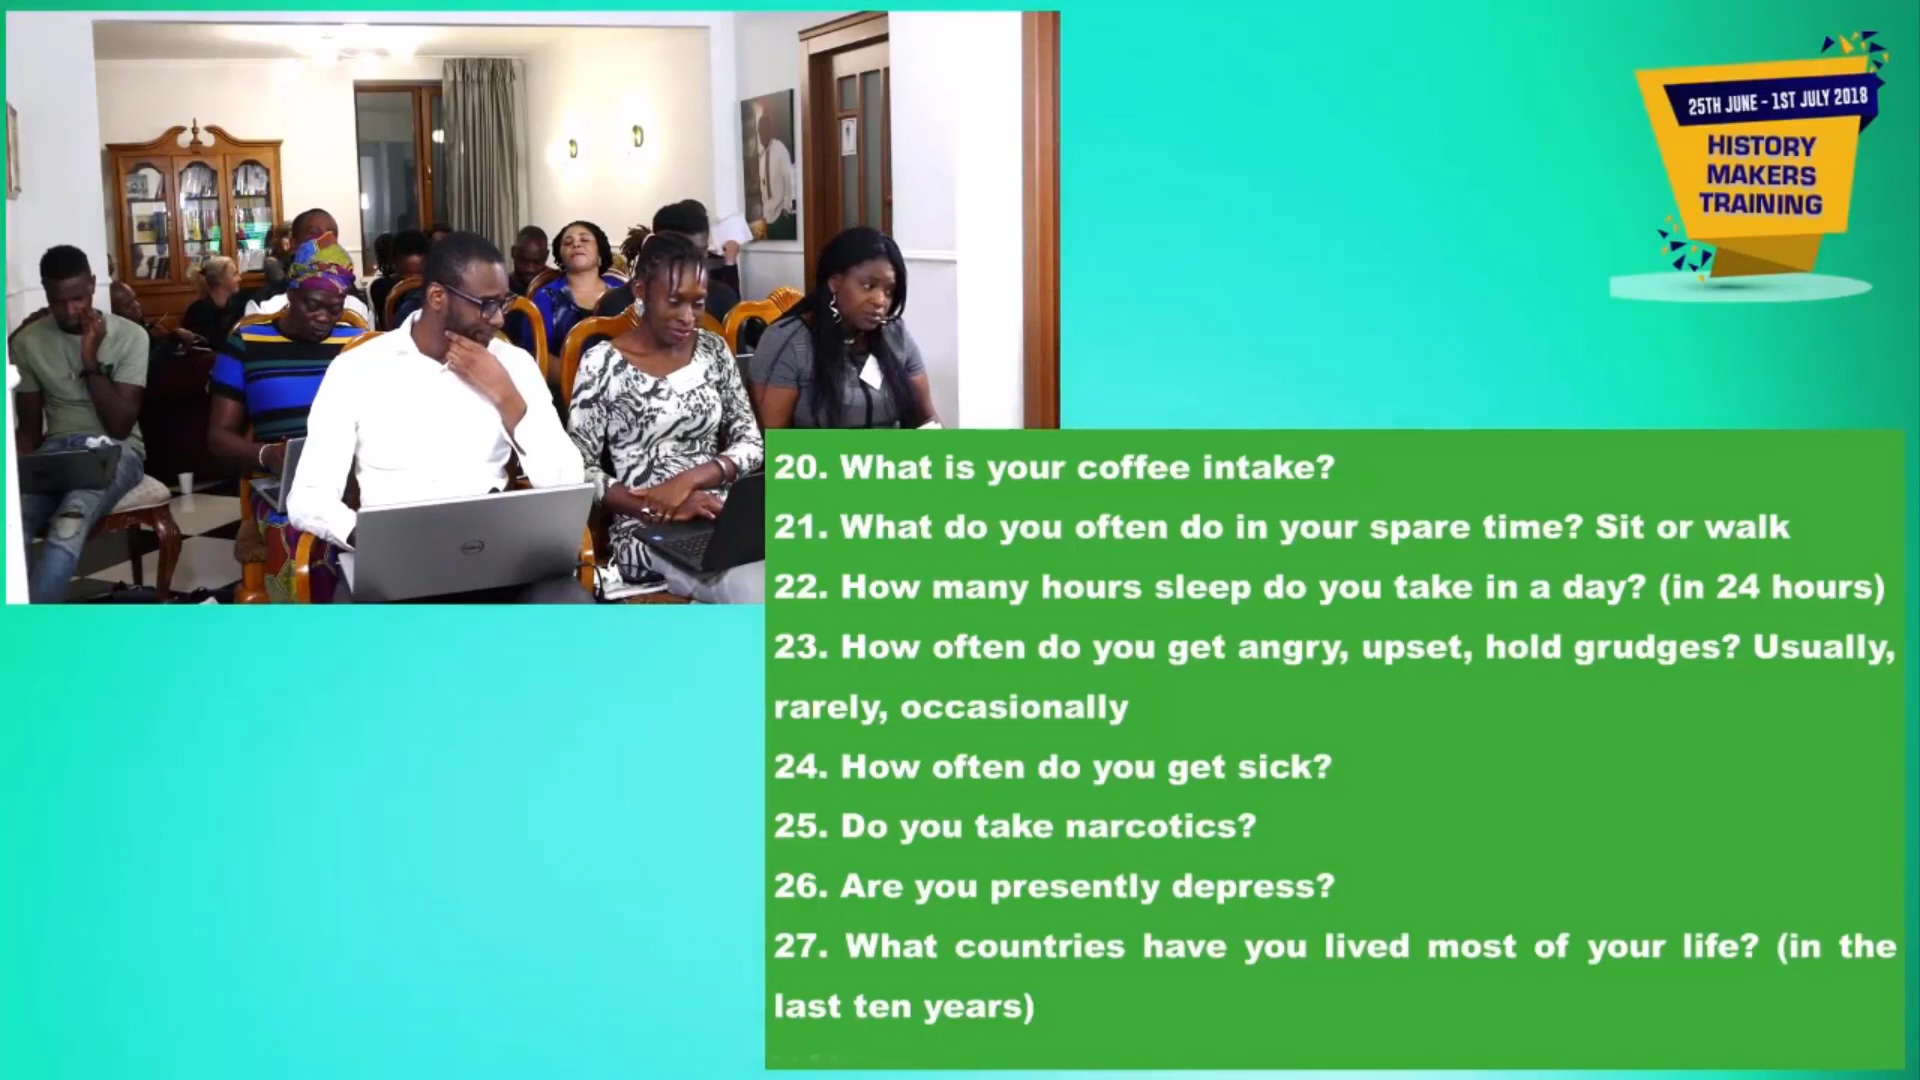 25TH JUNE - 1ST JULY 2018
HISTORY
MAKERS
TRAINING
20. What is your coffee intake?
21. What do you often do in your spare time? Sit or walk
22. How many hours sleep do you take in a day? (in 24 hours)
23. How often do you get angry, upset, hold grudges? Usually,
rarely, occasionally
24. How often do you get sick?
25. Do you take narcotics?
26. Are you presently depress?
27. What countries have you lived most of your life? (in the
last ten years)